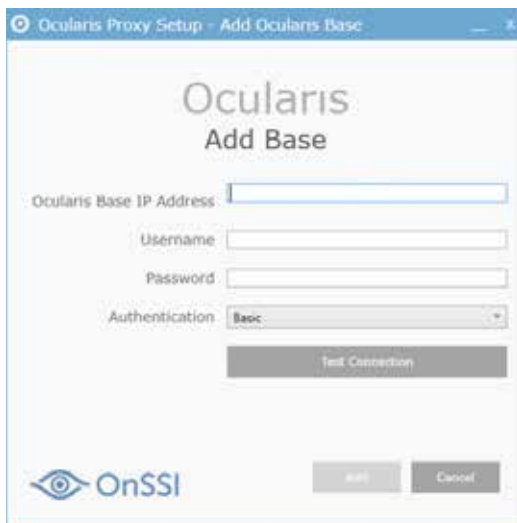 Ocularis Proxy Setup - Add Ocularis Base
Ocularis
Add Base
Ocularis Base IP Address
Username
Password
Authentication Basic
Test Connection
OnSSI Add Cancel